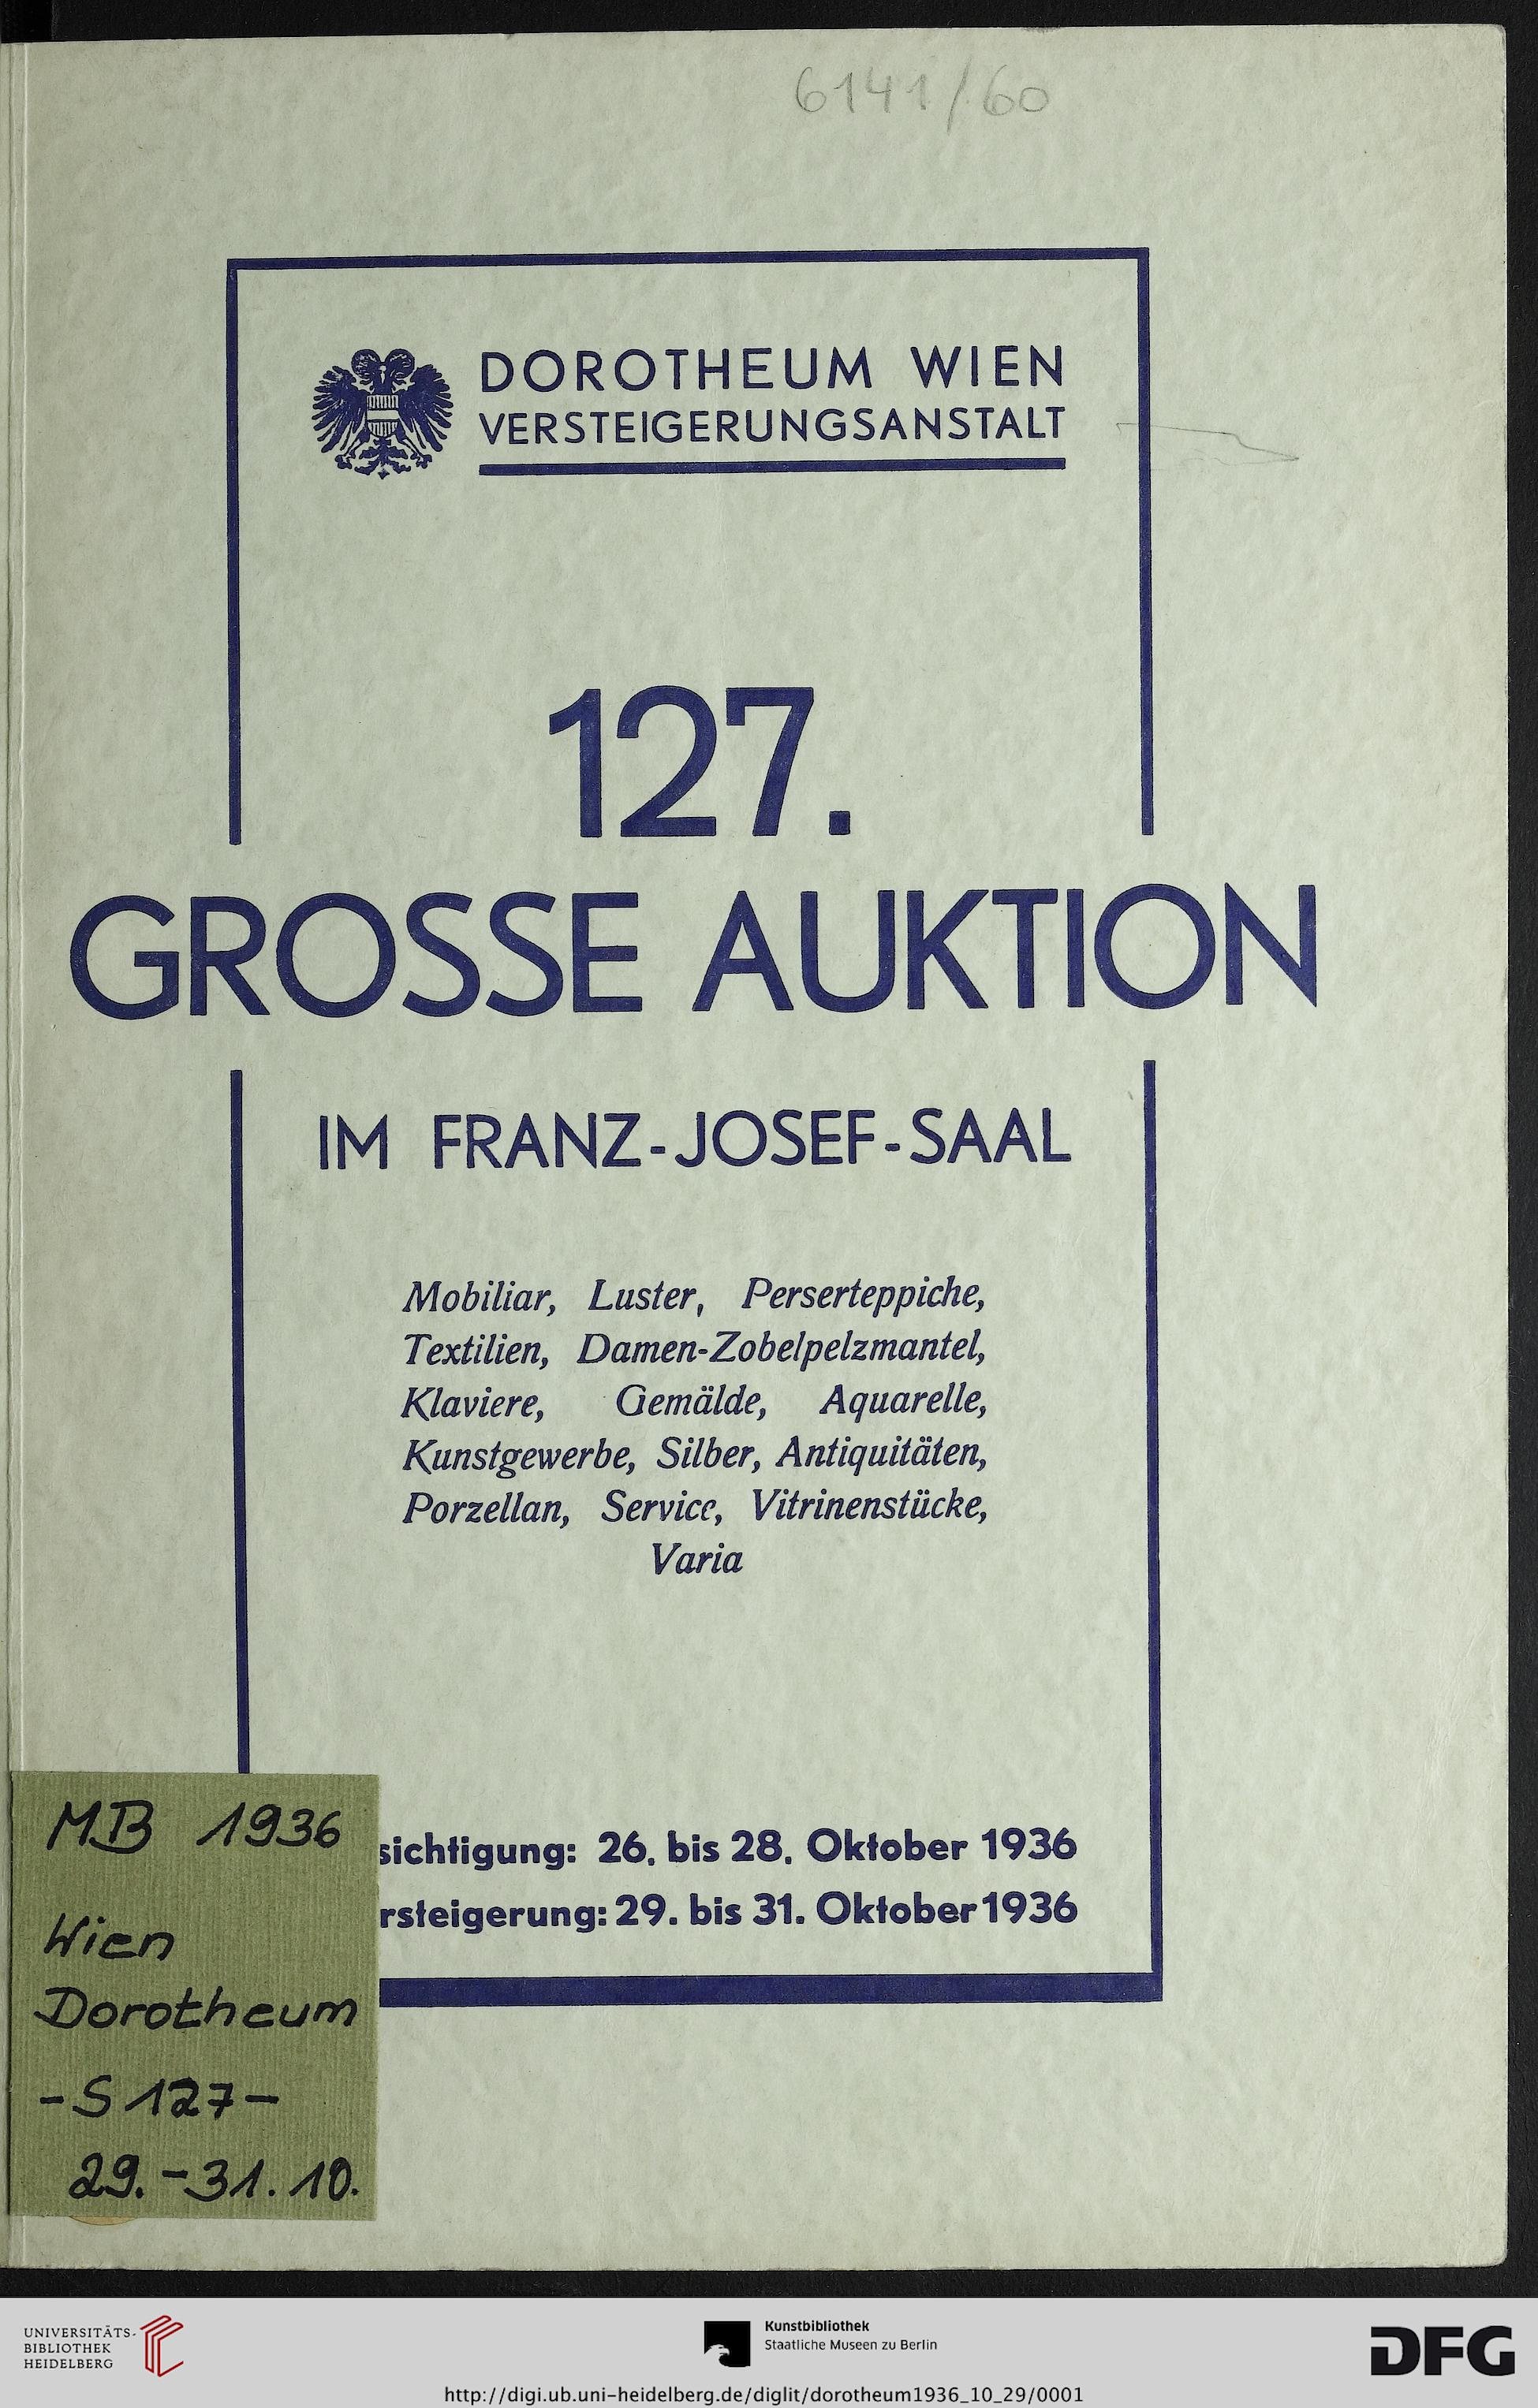 6141/60
DOROTHEUM WIEN
VERSTEIGERUNGSANSTALT
127.
GROSSE AUKTION
IM FRANZ-JOSEF-SAAL
Mobiliar, Luster, Perserteppiche,
Textilien, Damen-Zobelpelzmantel,
Klaviere, Gemälde, Aquarelle,
Kunstgewerbe, Silber, Antiquitäten,
Porzellan, Service, Vitrinenstücke,
Varia
sichtigung: 26. bis 28. Oktober 1936
rsteigerung: 29. bis 31. Oktober 1936
MB 1936
Wien
Dorotheum
-S 127-
29.-31.10.
UNIVERSITÄTS-
BIBLIOTHEK
HEIDELBERG
Kunstbibliothek
Staatliche Museen zu Berlin
DFG
http://digi.ub.uni-heidelberg.de/diglit/dorotheum1936_10_29/0001